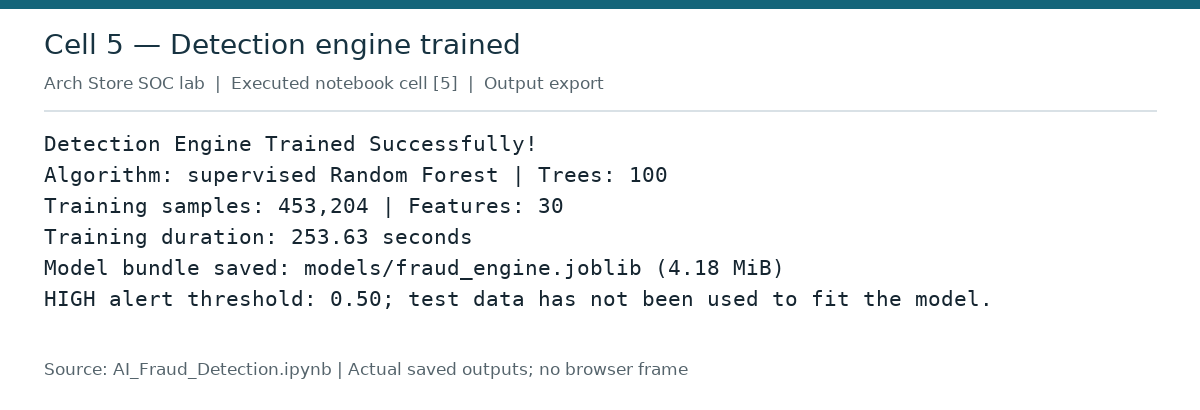 Cell 5 — Detection engine trained
Arch Store SOC lab | Executed notebook cell [5] | Output export
Detection Engine Trained Successfully!
Algorithm: supervised Random Forest | Trees: 100
Training samples: 453,204 | Features: 30
Training duration: 253.63 seconds
Model bundle saved: models/fraud_engine.joblib (4.18 MiB)
HIGH alert threshold: 0.50; test data has not been used to fit the model.
Source: AI_Fraud_Detection.ipynb | Actual saved outputs; no browser frame